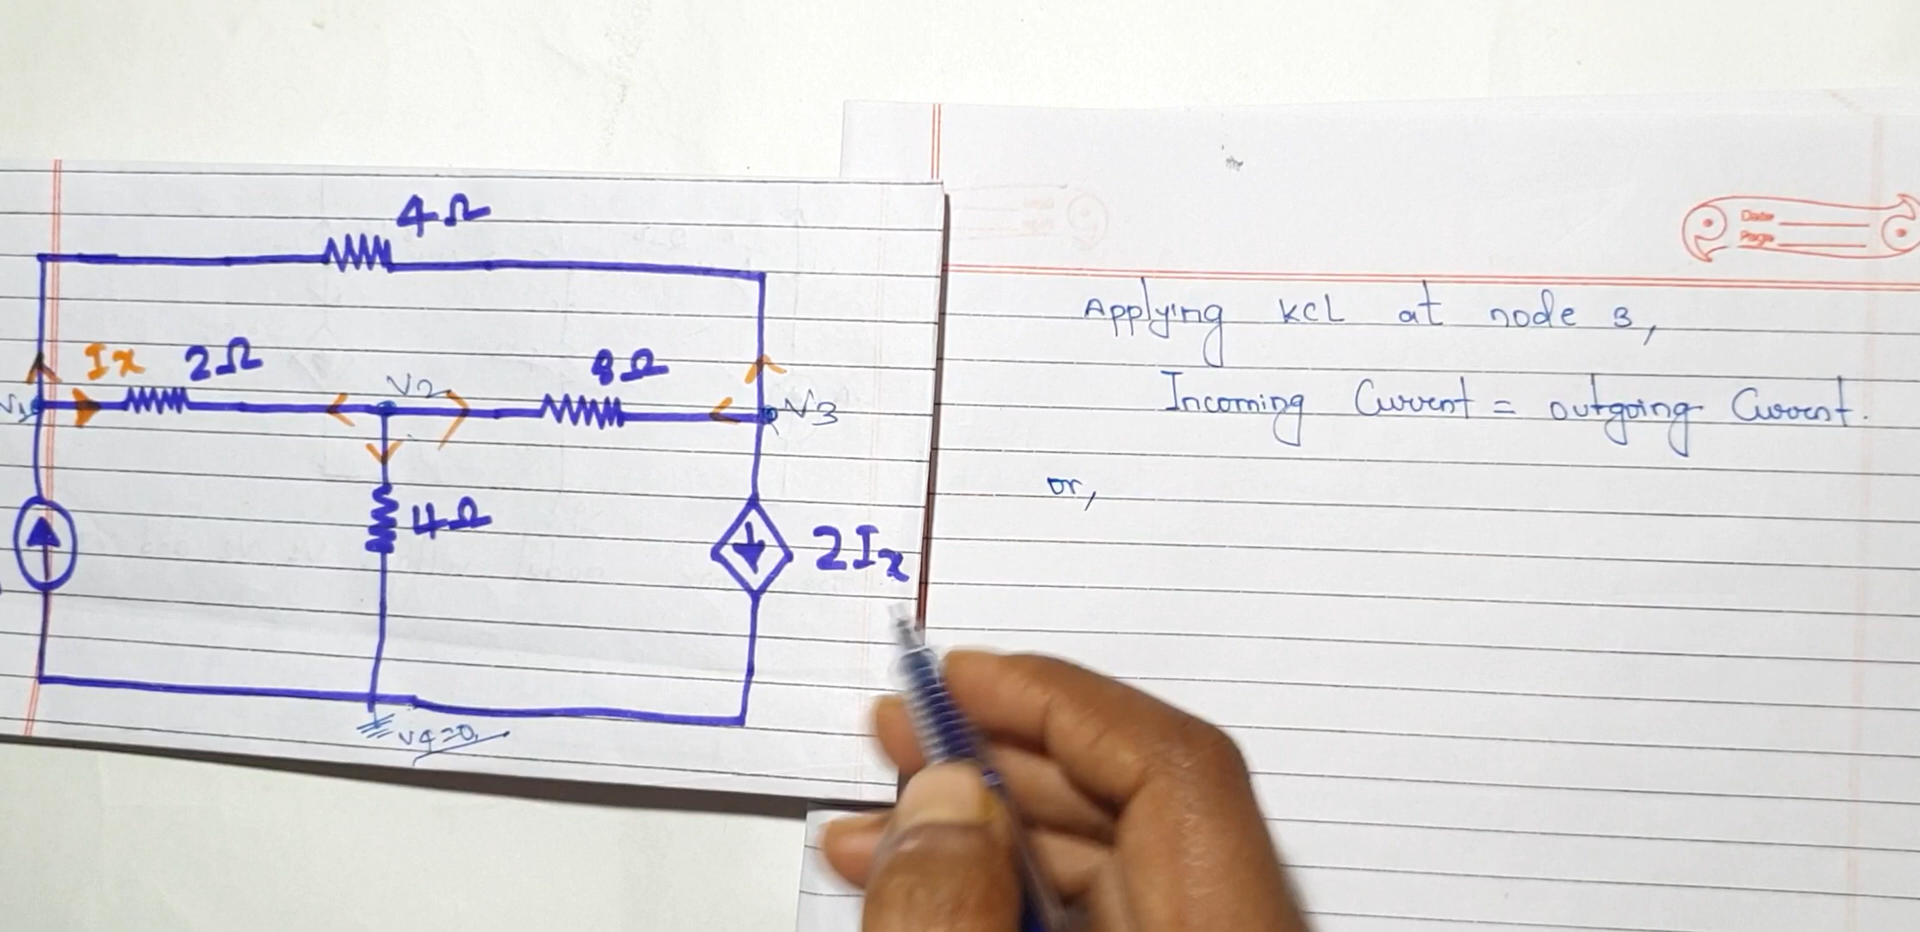 4Ω
Ix 2Ω
8Ω
V1
V2
V3
4Ω
2Ix
V4=0
Date
Page
Applying KCL at node 3,
Incoming Current = outgoing Current.
or,